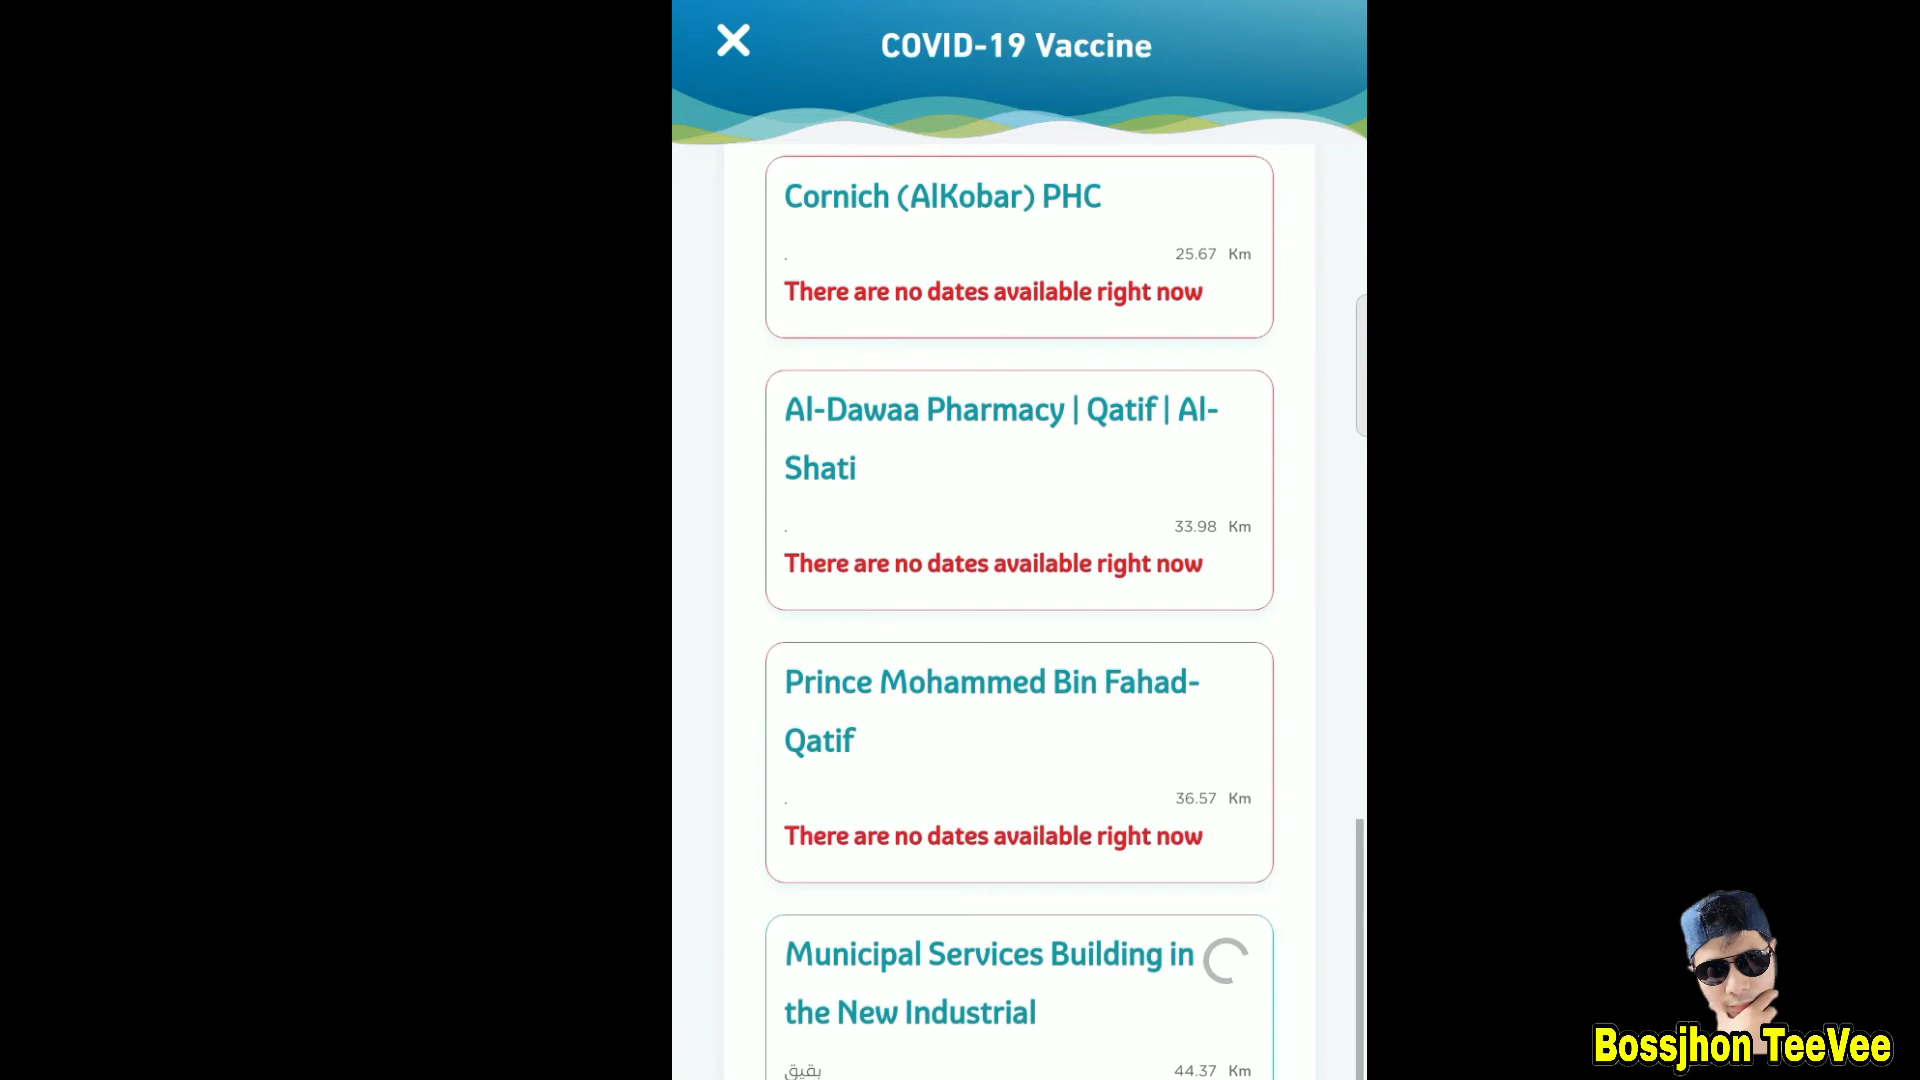 COVID-19 Vaccine
Cornich (AlKobar) PHC
. 25.67 Km
There are no dates available right now
Al-Dawaa Pharmacy | Qatif | Al-
Shati
. 33.98 Km
There are no dates available right now
Prince Mohammed Bin Fahad-
Qatif
. 36.57 Km
There are no dates available right now
Municipal Services Building in
the New Industrial
بقيق 44.37 Km
Bossjhon TeeVee